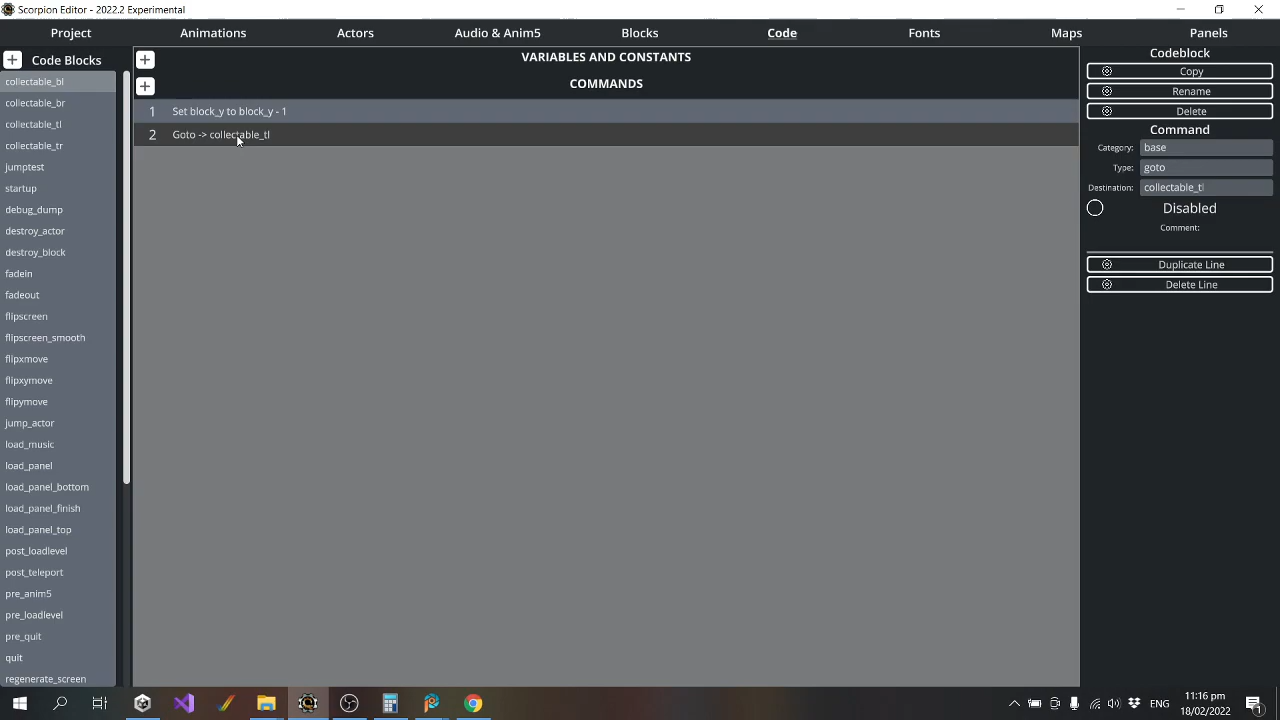 Scorpion Editor - 2022.2 Experimental
Project Animations Actors Audio & Anim5 Blocks Code Fonts Maps Panels
Code Blocks
collectable_bl
collectable_br
collectable_tl
collectable_tr
jumptest
startup
debug_dump
destroy_actor
destroy_block
fadein
fadeout
flipscreen
flipscreen_smooth
flipxmove
flipxymove
flipymove
jump_actor
load_music
load_panel
load_panel_bottom
load_panel_finish
load_panel_top
post_loadlevel
post_teleport
pre_anim5
pre_loadlevel
pre_quit
quit
regenerate_screen
VARIABLES AND CONSTANTS
COMMANDS
1 Set block_y to block_y - 1
2 Goto -> collectable_tl
Codeblock
Copy
Rename
Delete
Command
Category: base
Type: goto
Destination: collectable_tl
Disabled
Comment:
Duplicate Line
Delete Line
ENG
11:16 pm
18/02/2022